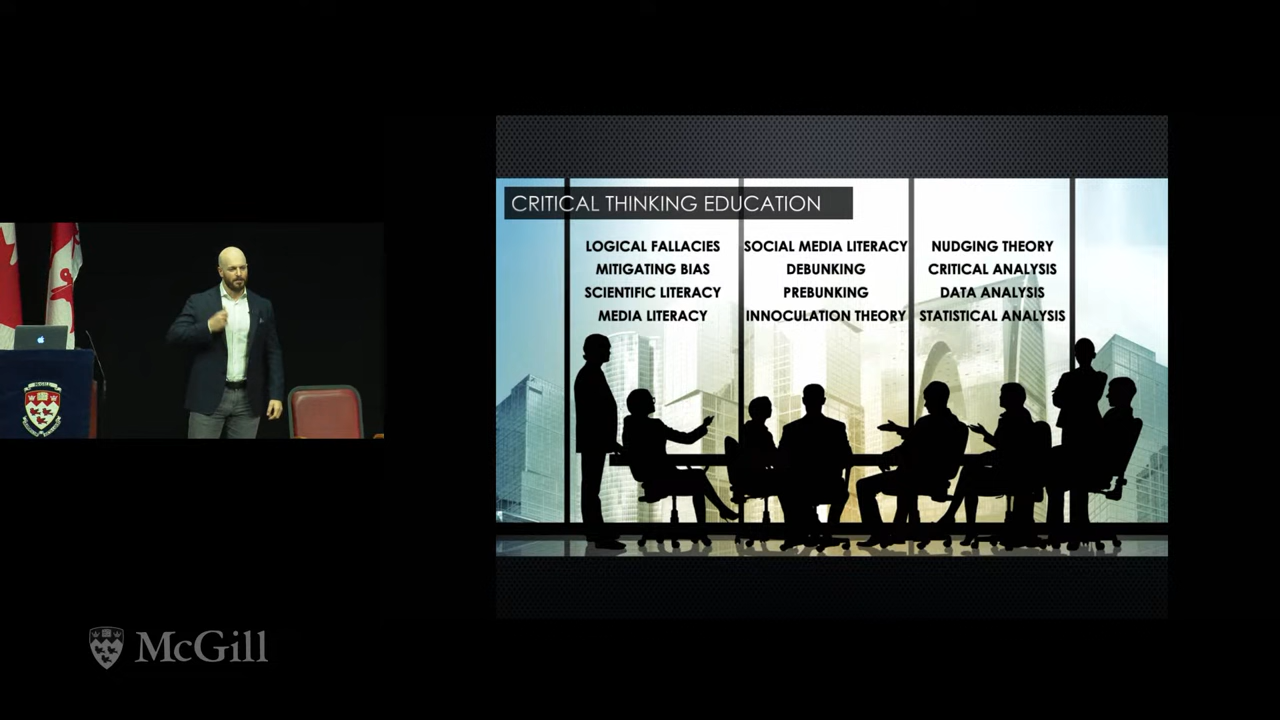 CRITICAL THINKING EDUCATION
LOGICAL FALLACIES
MITIGATING BIAS
SCIENTIFIC LITERACY
MEDIA LITERACY
SOCIAL MEDIA LITERACY
DEBUNKING
PREBUNKING
INNOCULATION THEORY
NUDGING THEORY
CRITICAL ANALYSIS
DATA ANALYSIS
STATISTICAL ANALYSIS
McGill